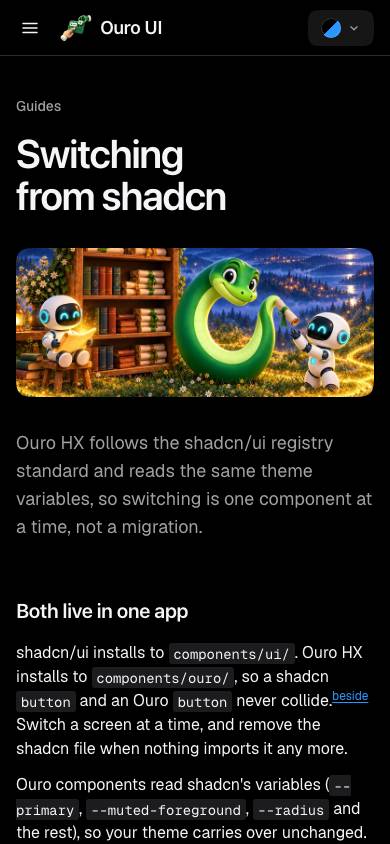 Ouro UI
Guides
Switching
from shadcn
Ouro HX follows the shadcn/ui registry
standard and reads the same theme
variables, so switching is one component at
a time, not a migration.
Both live in one app
shadcn/ui installs to components/ui/. Ouro HX
installs to components/ouro/, so a shadcn
button and an Ouro button never collide.beside
Switch a screen at a time, and remove the
shadcn file when nothing imports it any more.
Ouro components read shadcn's variables (--
primary, --muted-foreground, --radius and
the rest), so your theme carries over unchanged.